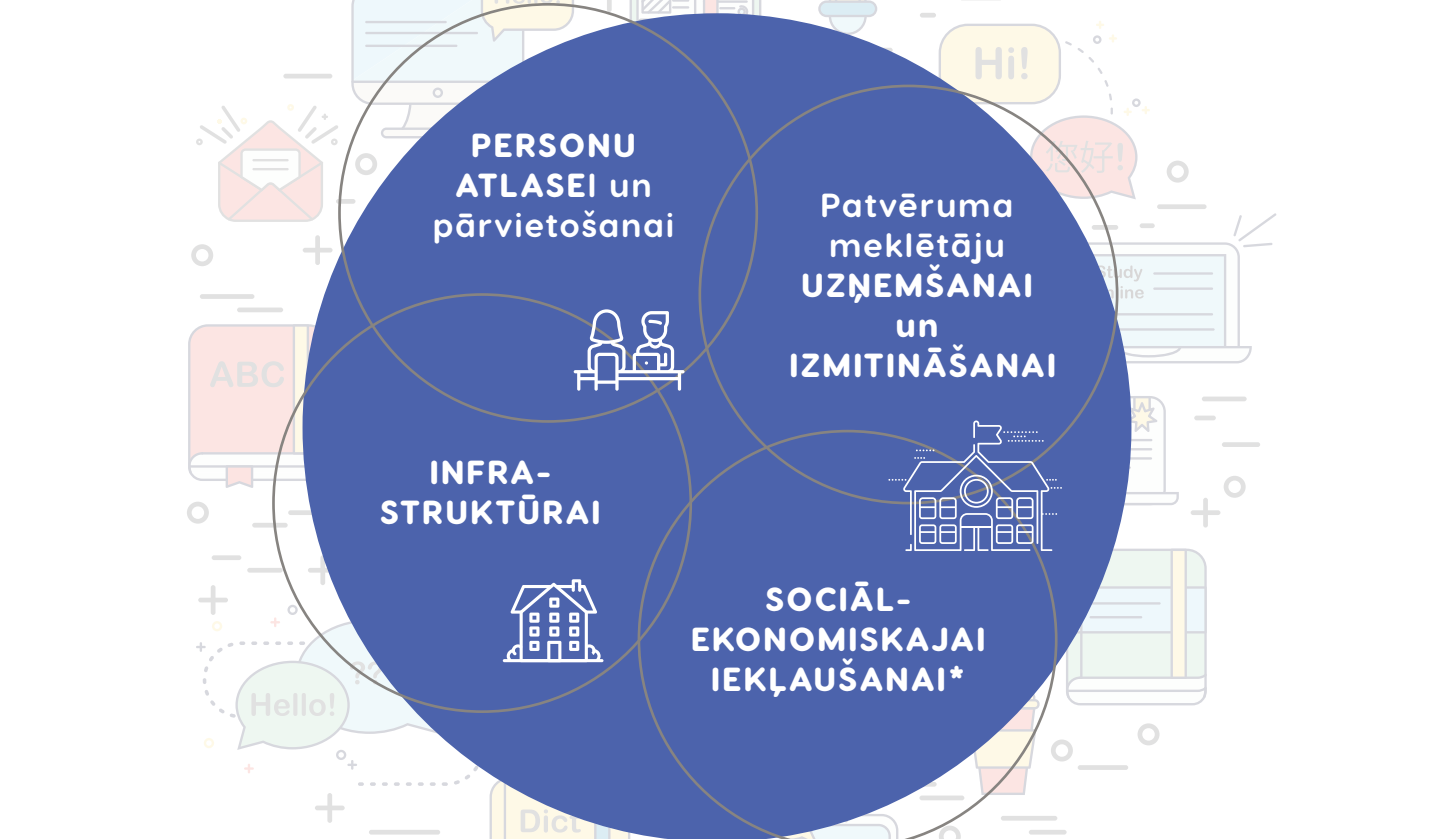 Hello!
Hi!
您好!
PERSONU
ATLASEI un
pārvietošanai
Patvēruma
meklētāju
UZŅEMŠANAI
un
IZMITINĀŠANAI
Study
ABC
INFRA-
STRUKTŪRAI
SOCIĀL-
EKONOMISKAJAI
IEKĻAUŠANAI*
??
Hello!
Dict